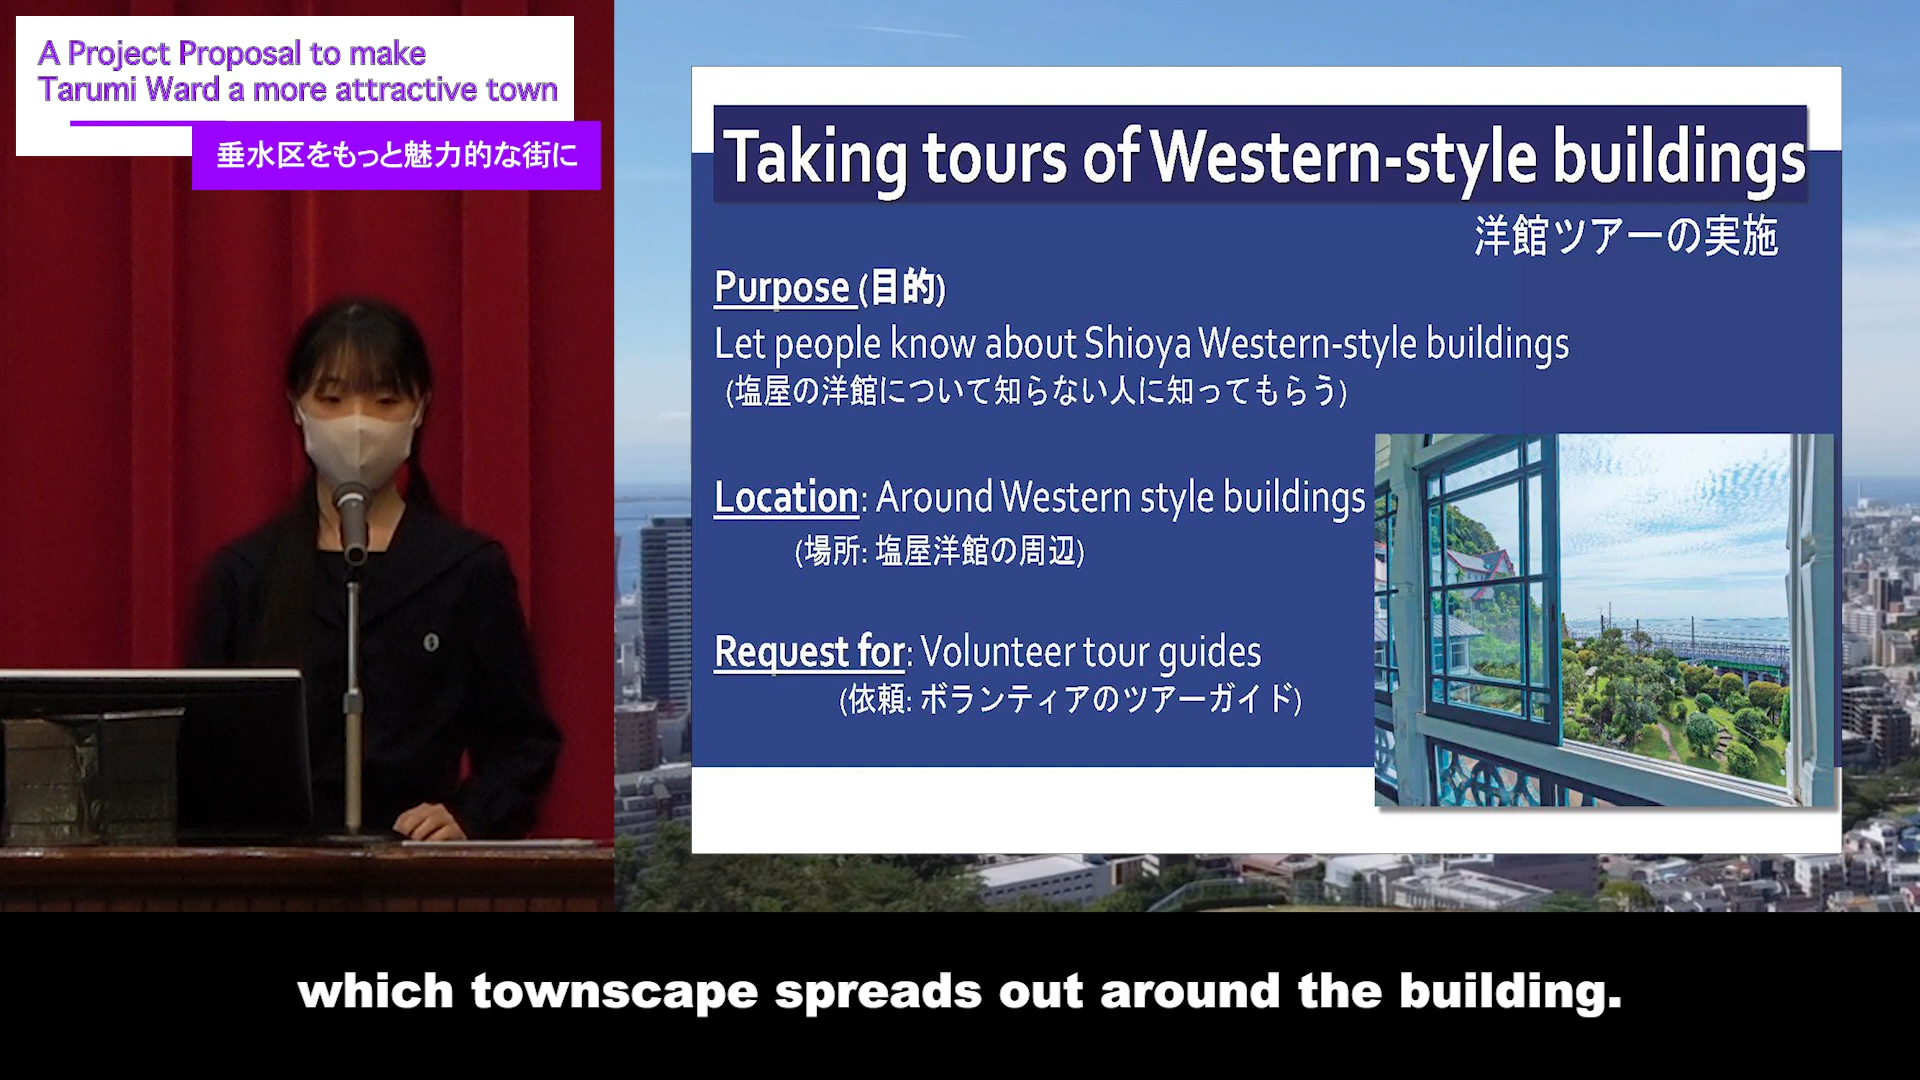 A Project Proposal to make
Tarumi Ward a more attractive town
垂水区をもっと魅力的な街に
Taking tours of Western-style buildings
洋館ツアーの実施
Purpose (目的)
Let people know about Shioya Western-style buildings
(塩屋の洋館について知らない人に知ってもらう)
Location: Around Western style buildings
(場所: 塩屋洋館の周辺)
Request for: Volunteer tour guides
(依頼: ボランティアのツアーガイド)
which townscape spreads out around the building.